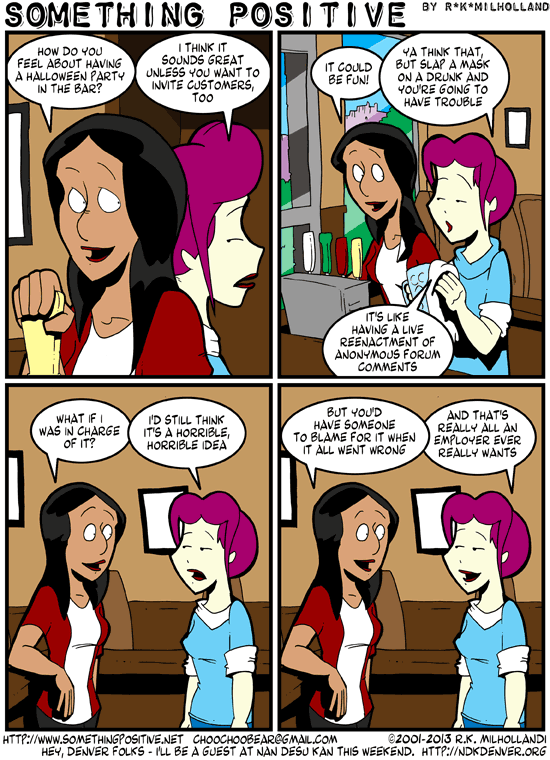 SOMETHING POSITIVE BY R*K*MILHOLLAND
HOW DO YOU
FEEL ABOUT HAVING
A HALLOWEEN PARTY
IN THE BAR?
I THINK IT
SOUNDS GREAT
UNLESS YOU WANT TO
INVITE CUSTOMERS,
TOO
IT COULD
BE FUN!
YA THINK THAT,
BUT SLAP A MASK
ON A DRUNK AND
YOU'RE GOING TO
HAVE TROUBLE
IT'S LIKE
HAVING A LIVE
REENACTMENT OF
ANONYMOUS FORUM
COMMENTS
WHAT IF I
WAS IN CHARGE
OF IT?
I'D STILL THINK
IT'S A HORRIBLE,
HORRIBLE IDEA
BUT YOU'D
HAVE SOMEONE
TO BLAME FOR IT WHEN
IT ALL WENT WRONG
AND THAT'S
REALLY ALL AN
EMPLOYER EVER
REALLY WANTS
HTTP://WWW.SOMETHINGPOSITIVE.NET CHOOCHOOBEAR@GMAIL.COM ©2001-2013 R.K. MILHOLLAND!
HEY, DENVER FOLKS - I'LL BE A GUEST AT NAN DESU KAN THIS WEEKEND. HTTP://NDKDENVER.ORG